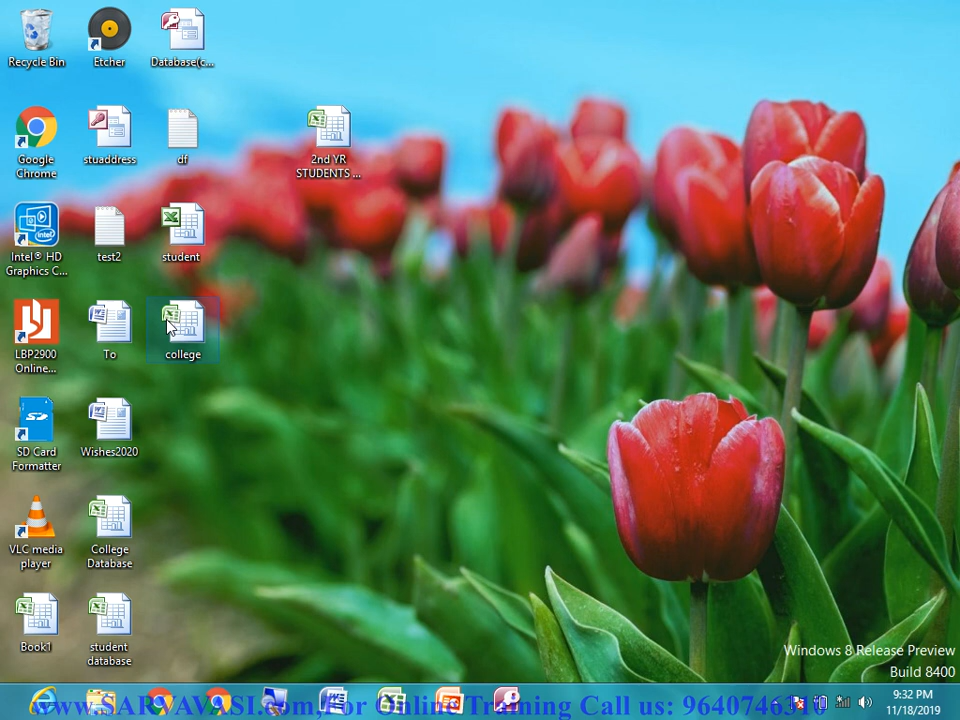 Recycle Bin
Etcher
Database(c...
Google
Chrome
stuaddress
df
2nd YR
STUDENTS ...
Intel® HD
Graphics C...
test2
student
LBP2900
Online...
To
college
SD Card
Formatter
Wishes2020
VLC media
player
College
Database
Book1
student
database
Windows 8 Release Preview
Build 8400
www.SARVAVASI.com,For Online Training Call us:
9:32 PM
11/18/2019